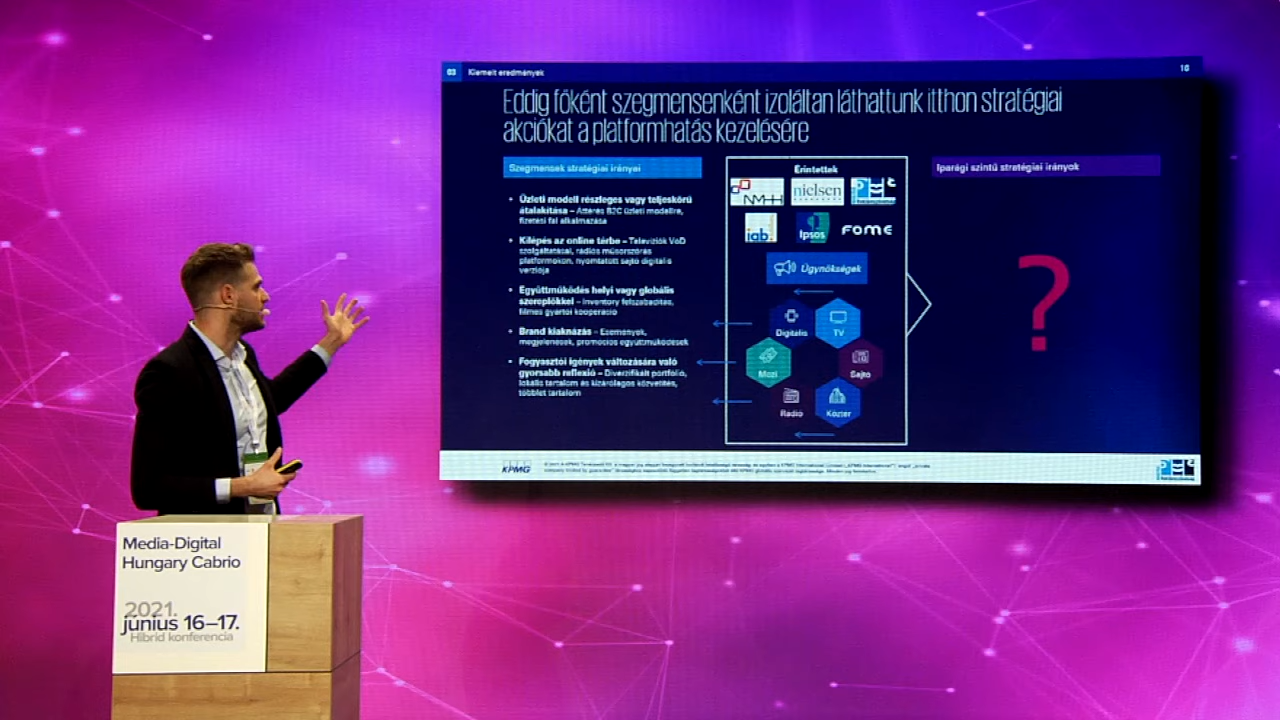 03 Kiemelt eredmények 10
Eddig főként szegmensenként izoláltan láthattunk itthon stratégiai
akciókat a platformhatás kezelésére
Szegmensek stratégiai irányai
• Üzleti modell részleges vagy teljeskörű
átalakítása – Áttérés B2C üzleti modellre,
fizetési fal alkalmazása
• Kilépés az online térbe – Televíziók VoD
szolgáltatásai, rádiós műsorszórás
platformokon, nyomtatott sajtó digitális
verziója
• Együttműködés helyi vagy globális
szereplőkkel – Inventory felszabadítás,
filmes gyártói kooperáció
• Brand kiaknázás – Események,
megjelenések, promóciós együttműködések
• Fogyasztói igények változására való
gyorsabb reflexió – Diverzifikált portfólió,
lokális tartalom és kizárólagos közvetítés,
többlet tartalom
Érintettek
NMHH nielsen
iab. Ipsos FOME
Ügynökségek
Digitális TV
Mozi Sajtó
Rádió Közter
Iparági szintű stratégiai irányok
?
KPMG
Media-Digital
Hungary Cabrio
2021.
június 16–17.
Hibrid konferencia